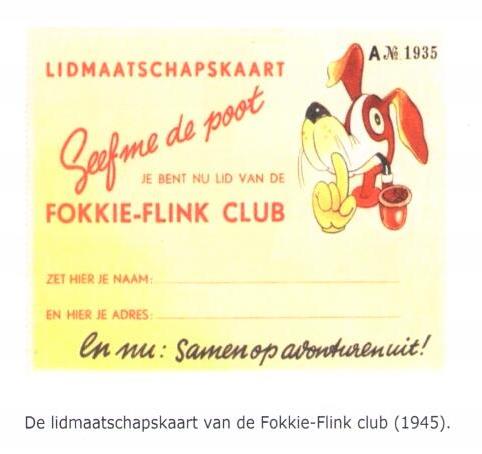 LIDMAATSCHAPSKAART
A № 1935
Geef me de poot
JE BENT NU LID VAN DE
FOKKIE-FLINK CLUB
ZET HIER JE NAAM:
EN HIER JE ADRES:
En nu: Samen op avonturen uit!
De lidmaatschapskaart van de Fokkie-Flink club (1945).